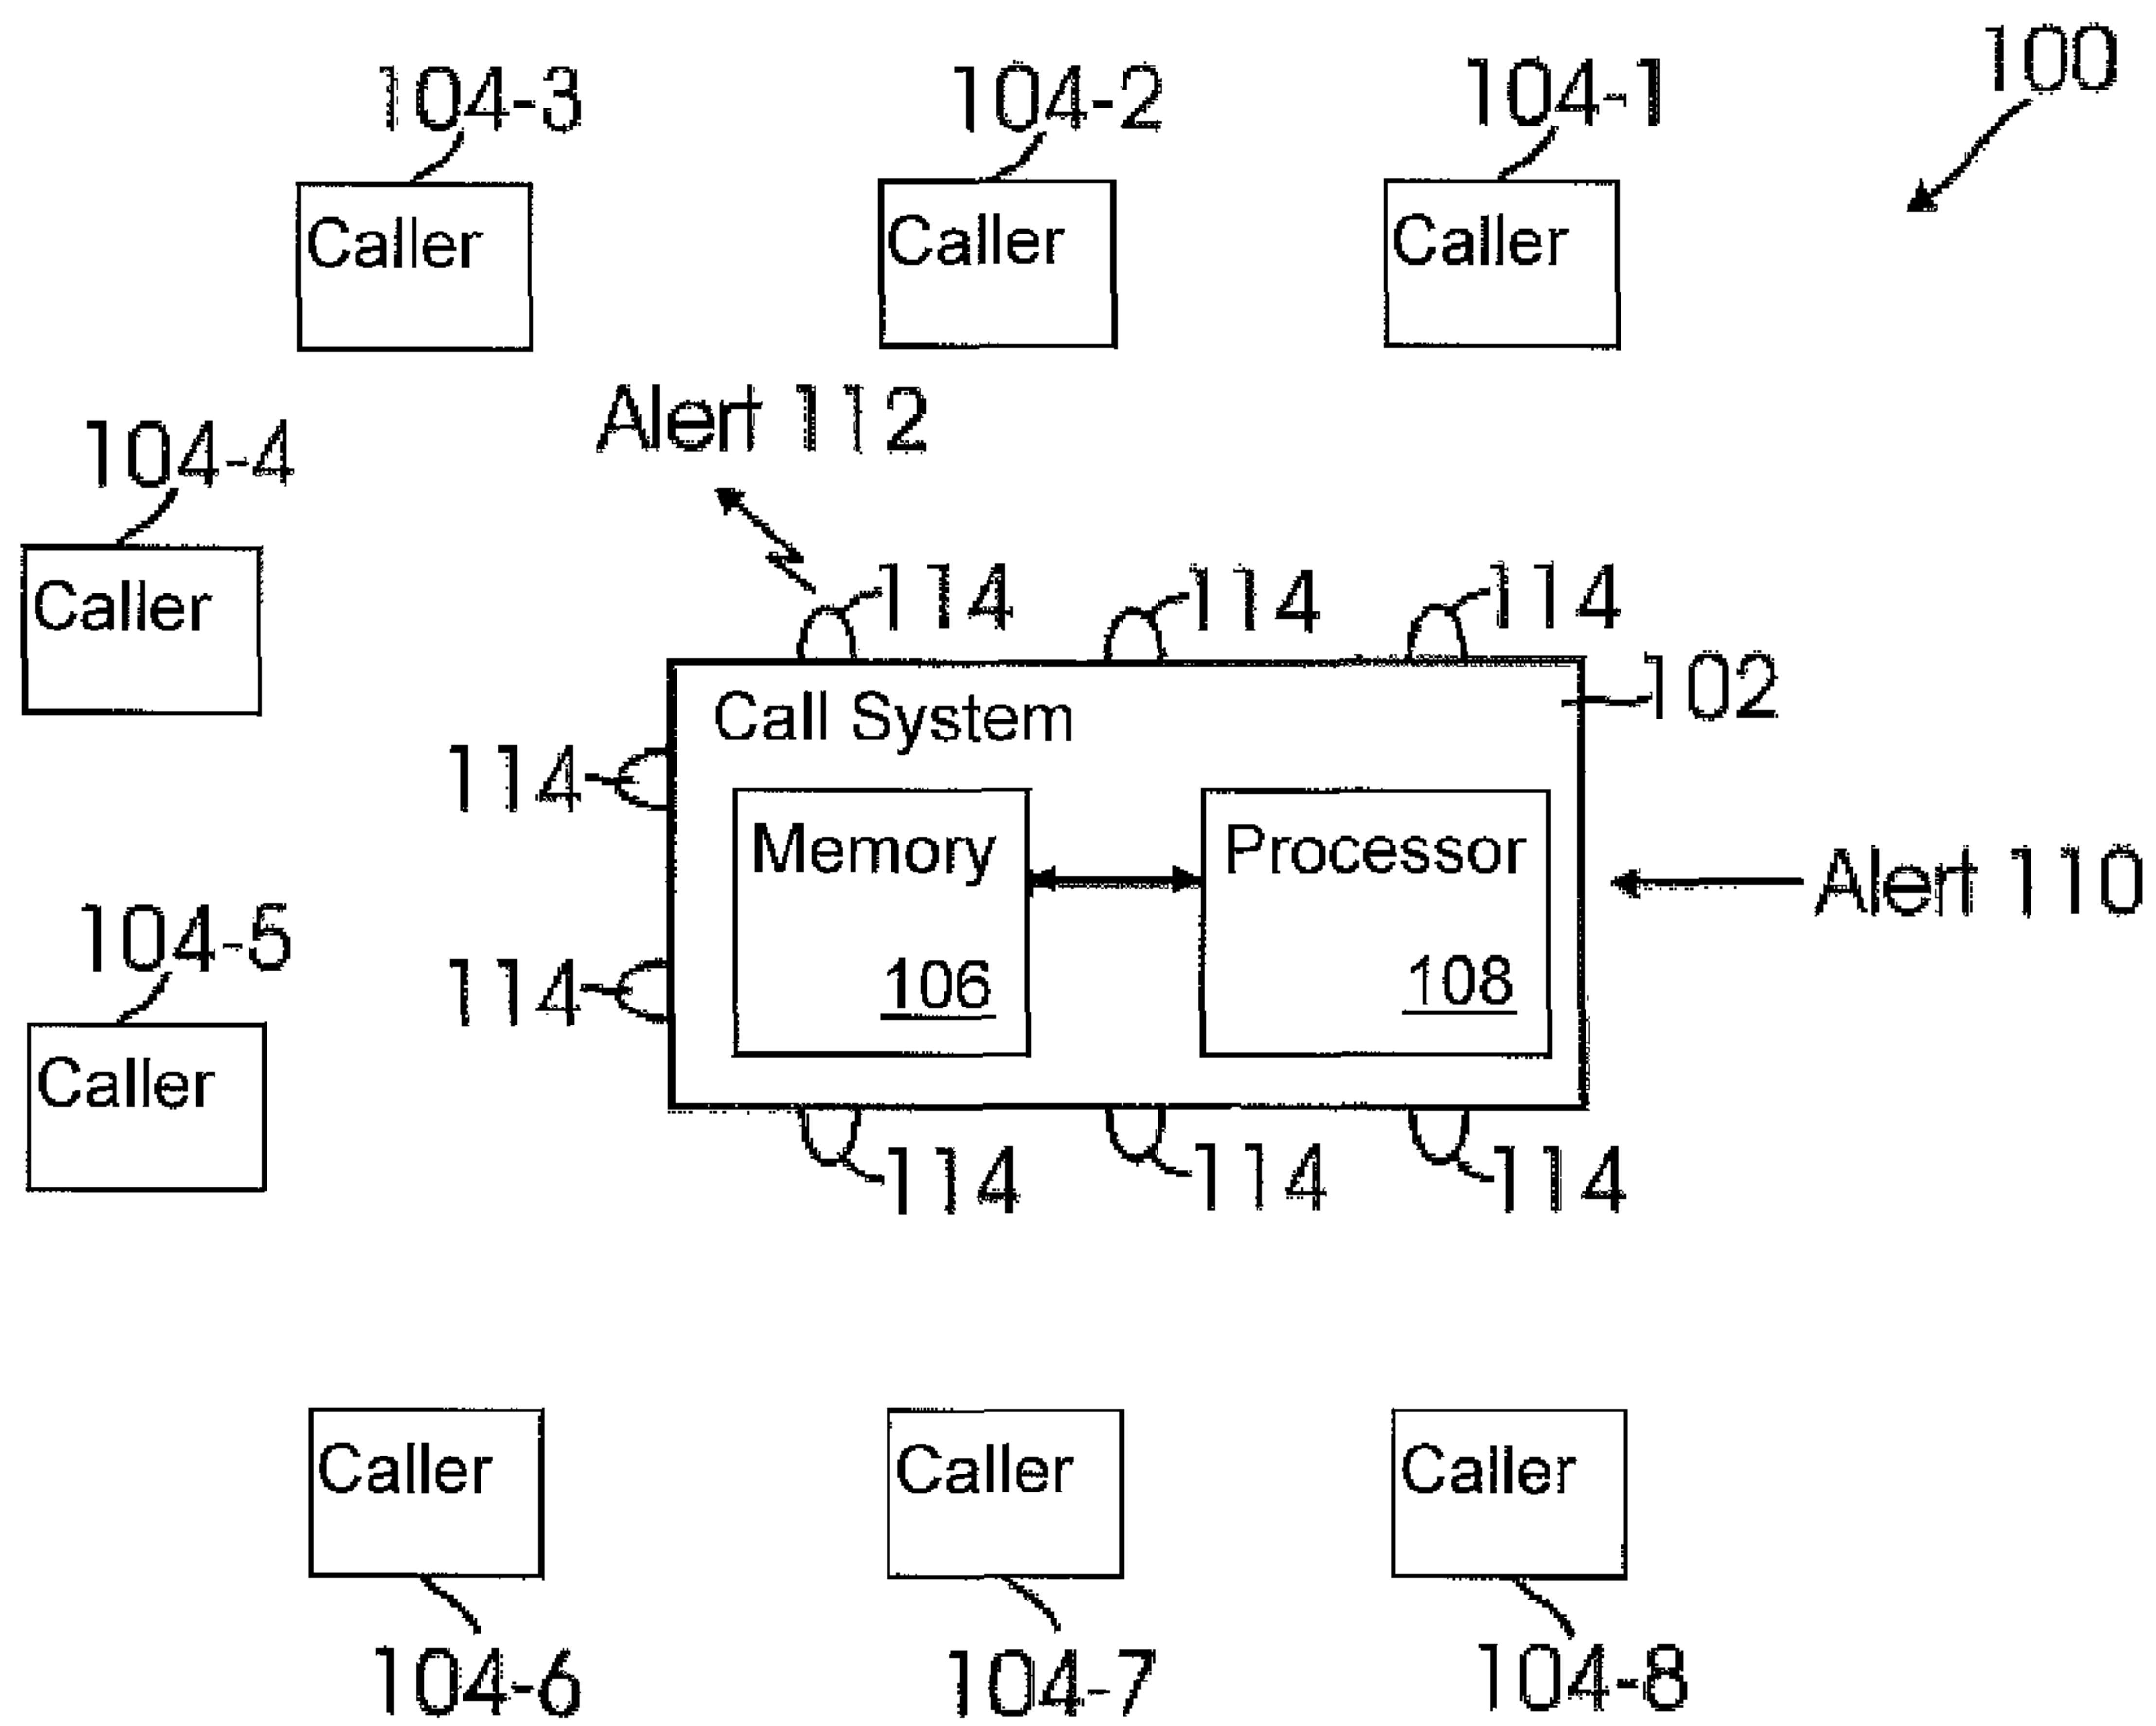 100
104-3 104-2 104-1
Caller Caller Caller
Alert 112
104-4
Caller
114 114 114
102
Call System
114
Memory Processor
Alert 110
104-5
114
106 108
Caller
114 114 114
Caller Caller Caller
104-6 104-7 104-8